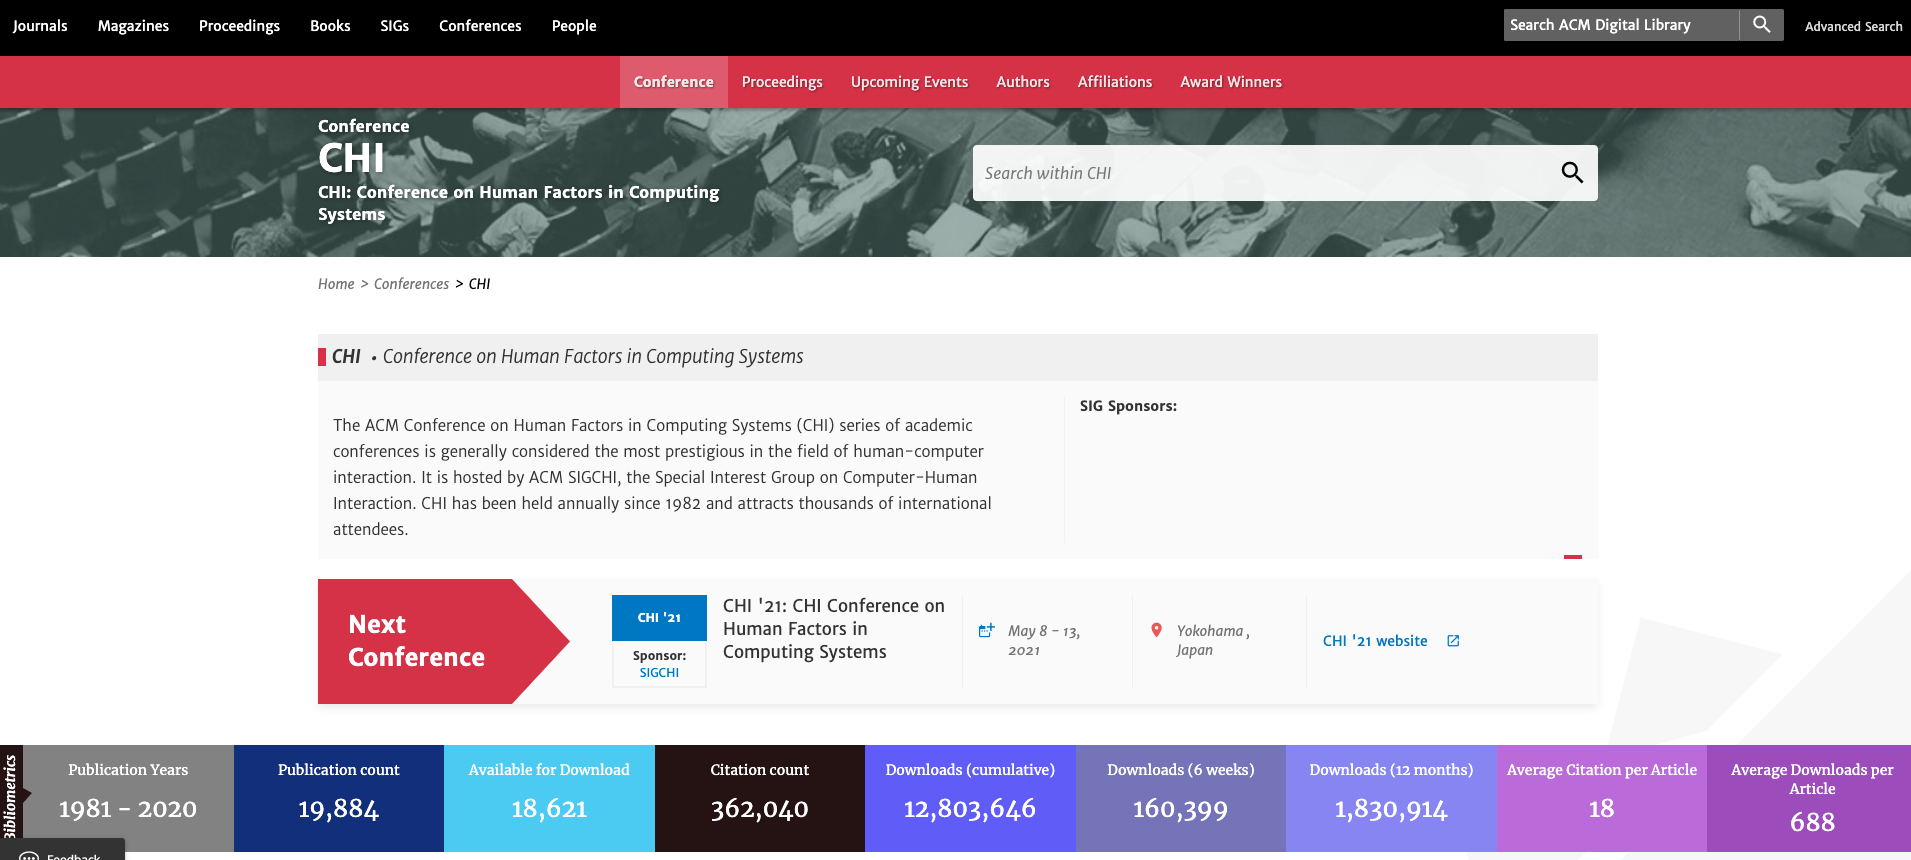 Journals Magazines Proceedings Books SIGs Conferences People Search ACM Digital Library Advanced Search
Conference Proceedings Upcoming Events Authors Affiliations Award Winners
Conference
CHI
CHI: Conference on Human Factors in Computing
Systems
Search within CHI
Home > Conferences > CHI
CHI • Conference on Human Factors in Computing Systems
The ACM Conference on Human Factors in Computing Systems (CHI) series of academic
conferences is generally considered the most prestigious in the field of human-computer
interaction. It is hosted by ACM SIGCHI, the Special Interest Group on Computer-Human
Interaction. CHI has been held annually since 1982 and attracts thousands of international
attendees.
SIG Sponsors:
Next
Conference
CHI '21
Sponsor:
SIGCHI
CHI '21: CHI Conference on
Human Factors in
Computing Systems
May 8 - 13,
2021
Yokohama ,
Japan
CHI '21 website
Bibliometrics
Publication Years
1981 - 2020
Publication count
19,884
Available for Download
18,621
Citation count
362,040
Downloads (cumulative)
12,803,646
Downloads (6 weeks)
160,399
Downloads (12 months)
1,830,914
Average Citation per Article
18
Average Downloads per
Article
688
Feedback